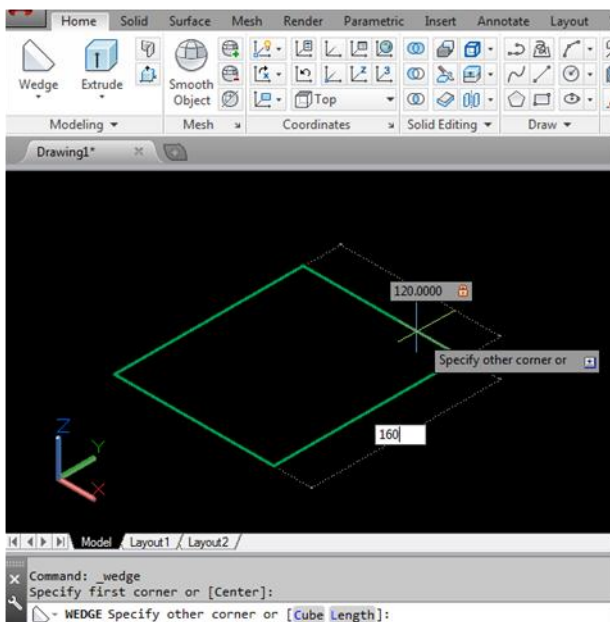 Home Solid Surface Mesh Render Parametric Insert Annotate Layout
Wedge Extrude Smooth Object Top
Modeling Mesh Coordinates Solid Editing Draw
Drawing1*
120.0000
Specify other corner or
160
Z
Y
X
Model Layout1 Layout2
Command: _wedge
Specify first corner or [Center]:
WEDGE Specify other corner or [Cube Length]: